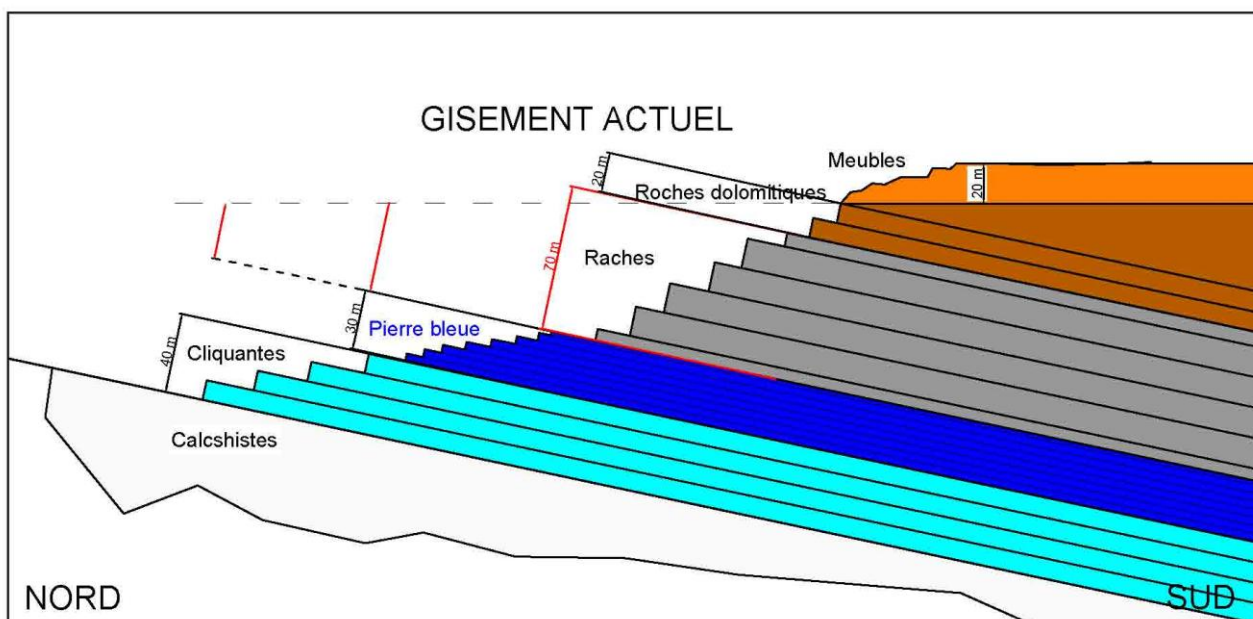 GISEMENT ACTUEL
Meubles
20 m
Roches dolomitiques
20 m
70 m
Raches
30 m
Pierre bleue
40 m
Cliquantes
Calcshistes
NORD
SUD